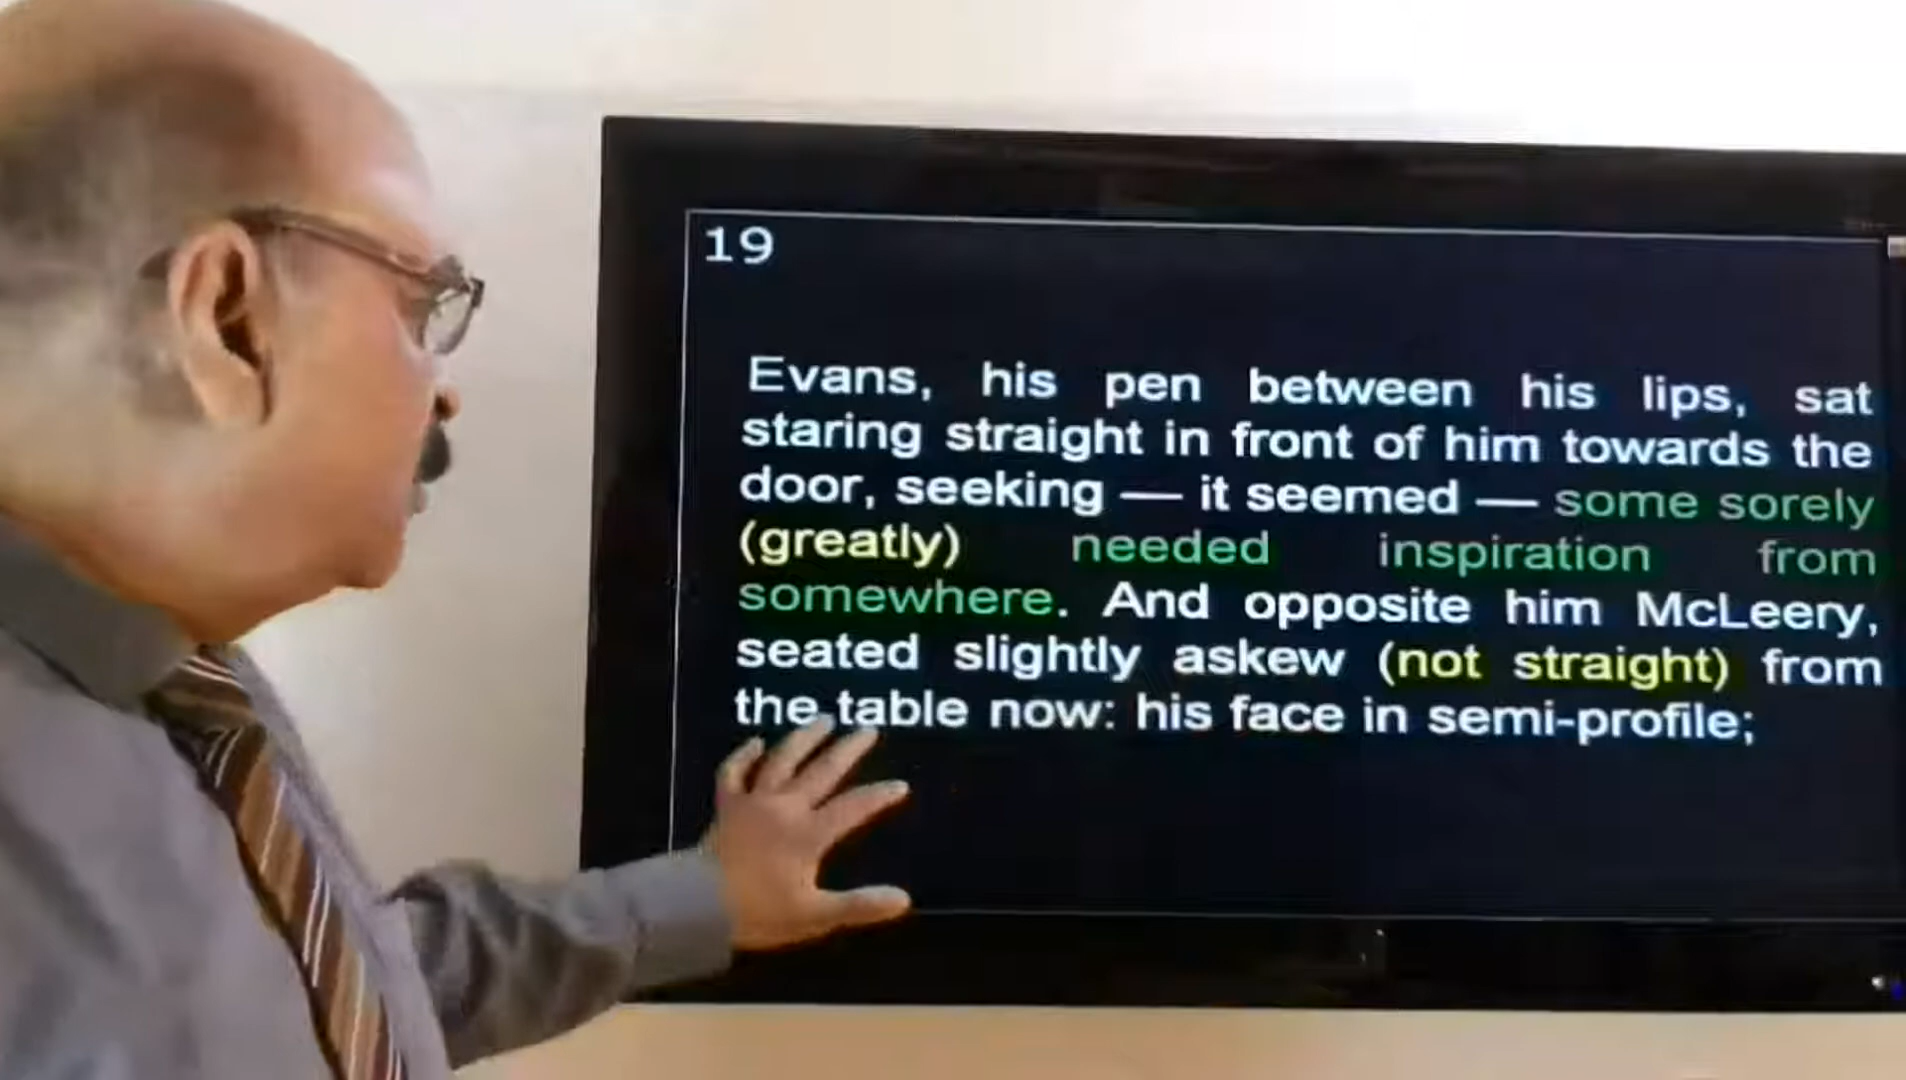 19
Evans, his pen between his lips, sat
staring straight in front of him towards the
door, seeking — it seemed — some sorely
(greatly) needed inspiration from
somewhere. And opposite him McLeery,
seated slightly askew (not straight) from
the table now: his face in semi-profile;